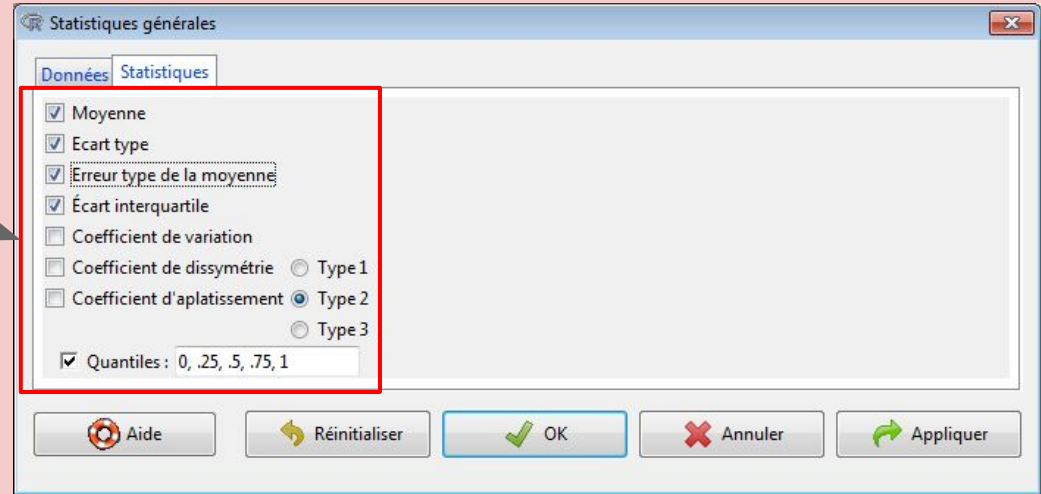 Statistiques générales
Données Statistiques
Moyenne
Ecart type
Erreur type de la moyenne
Écart interquartile
Coefficient de variation
Coefficient de dissymétrie Type 1
Coefficient d'aplatissement Type 2
Type 3
Quantiles : 0, .25, .5, .75, 1
Aide Réinitialiser OK Annuler Appliquer